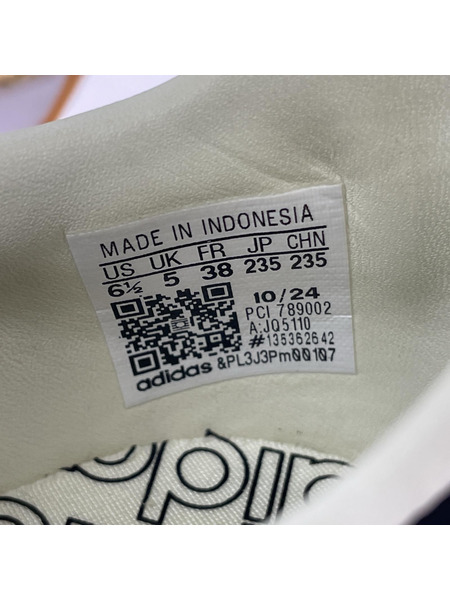 MADE IN INDONESIA
US UK FR JP CHN
6½ 5 38 235 235
10/24
PCI 789002
A:JQ5110
#135362642
adidas &PL3J3Pm00107